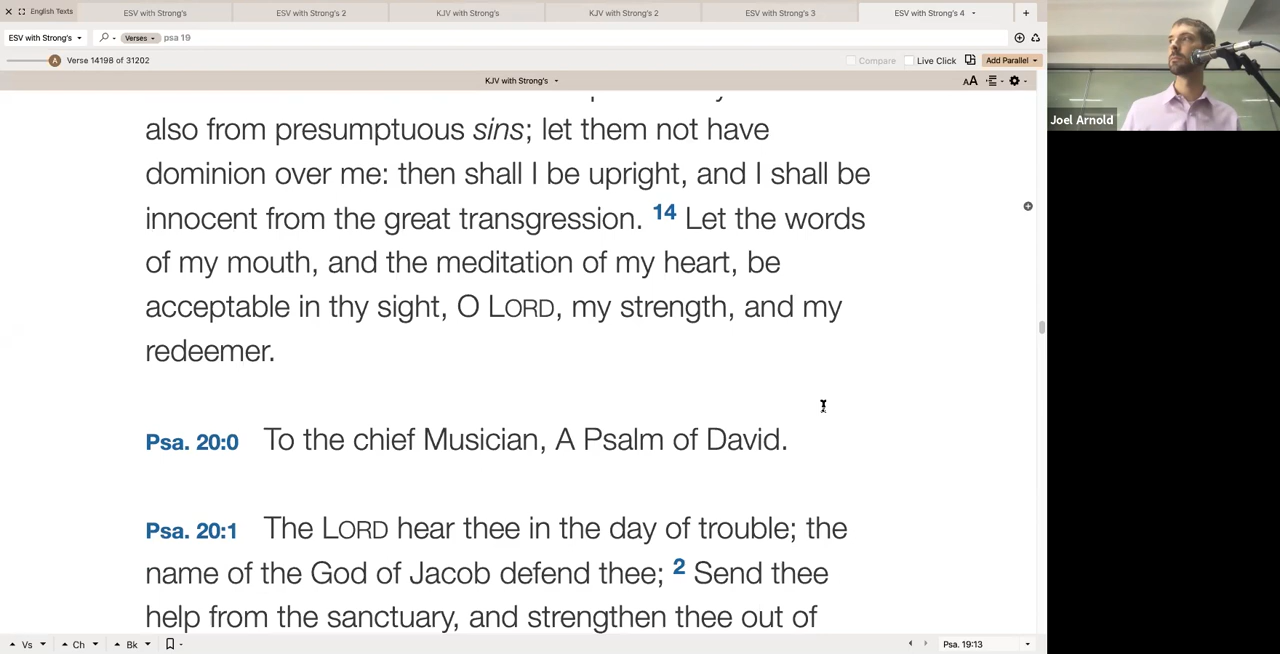 English Texts
ESV with Strong's
ESV with Strong's 2
KJV with Strong's
KJV with Strong's 2
ESV with Strong's 3
ESV with Strong's 4
ESV with Strong's
Verses
psa 19
Verse 14198 of 31202
Compare
Live Click
Add Parallel
KJV with Strong's
also from presumptuous sins; let them not have
dominion over me: then shall I be upright, and I shall be
innocent from the great transgression. 14 Let the words
of my mouth, and the meditation of my heart, be
acceptable in thy sight, O LORD, my strength, and my
redeemer.
Psa. 20:0 To the chief Musician, A Psalm of David.
Psa. 20:1 The LORD hear thee in the day of trouble; the
name of the God of Jacob defend thee; 2 Send thee
help from the sanctuary, and strengthen thee out of
Vs
Ch
Bk
Psa. 19:13
Joel Arnold